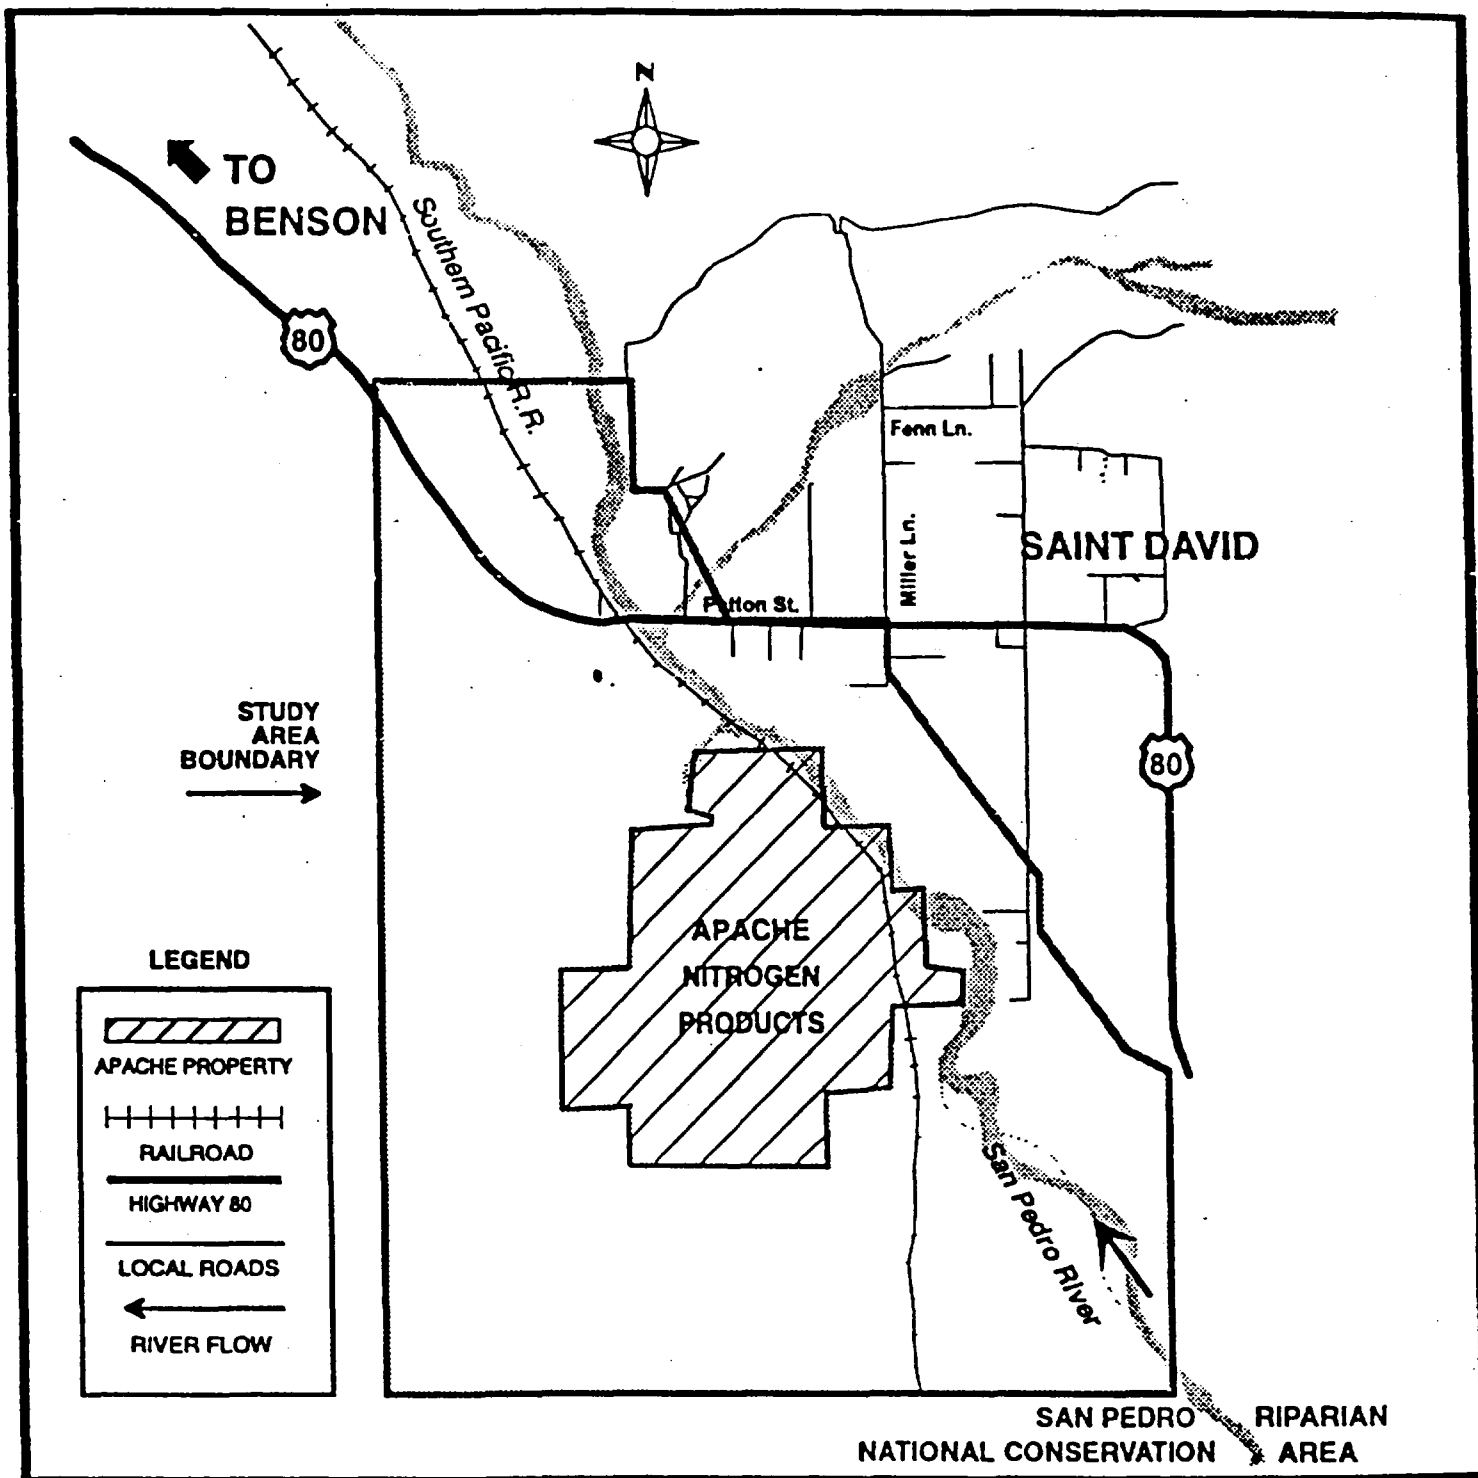 N
TO
BENSON
Southern Pacific R.R.
80
Fenn Ln.
Miller Ln.
SAINT DAVID
Patton St.
STUDY
AREA
BOUNDARY
80
APACHE
NITROGEN
PRODUCTS
LEGEND
APACHE PROPERTY
RAILROAD
HIGHWAY 80
LOCAL ROADS
RIVER FLOW
San Pedro River
SAN PEDRO RIPARIAN
NATIONAL CONSERVATION AREA